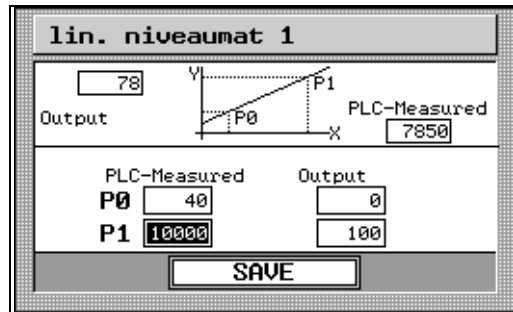 lin. niveaumat 1
78 Y P1
Output P0 PLC-Measured
X 7850
PLC-Measured Output
P0 40 0
P1 10000 100
SAVE